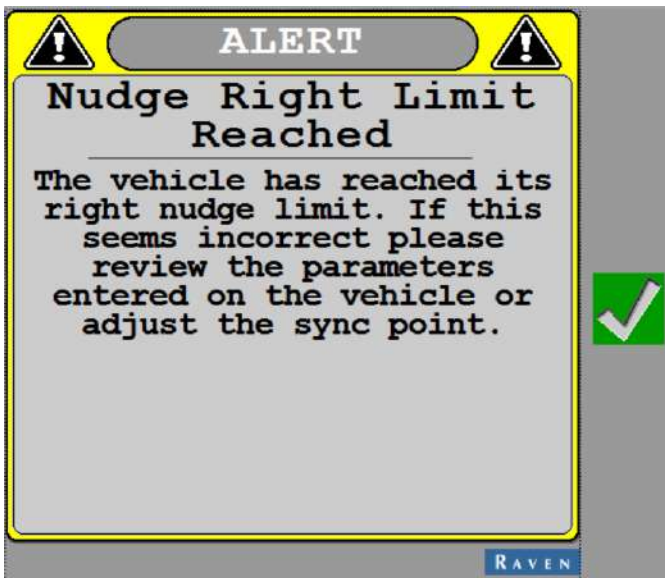 ALERT
Nudge Right Limit
Reached
The vehicle has reached its
right nudge limit. If this
seems incorrect please
review the parameters
entered on the vehicle or
adjust the sync point.
RAVEN